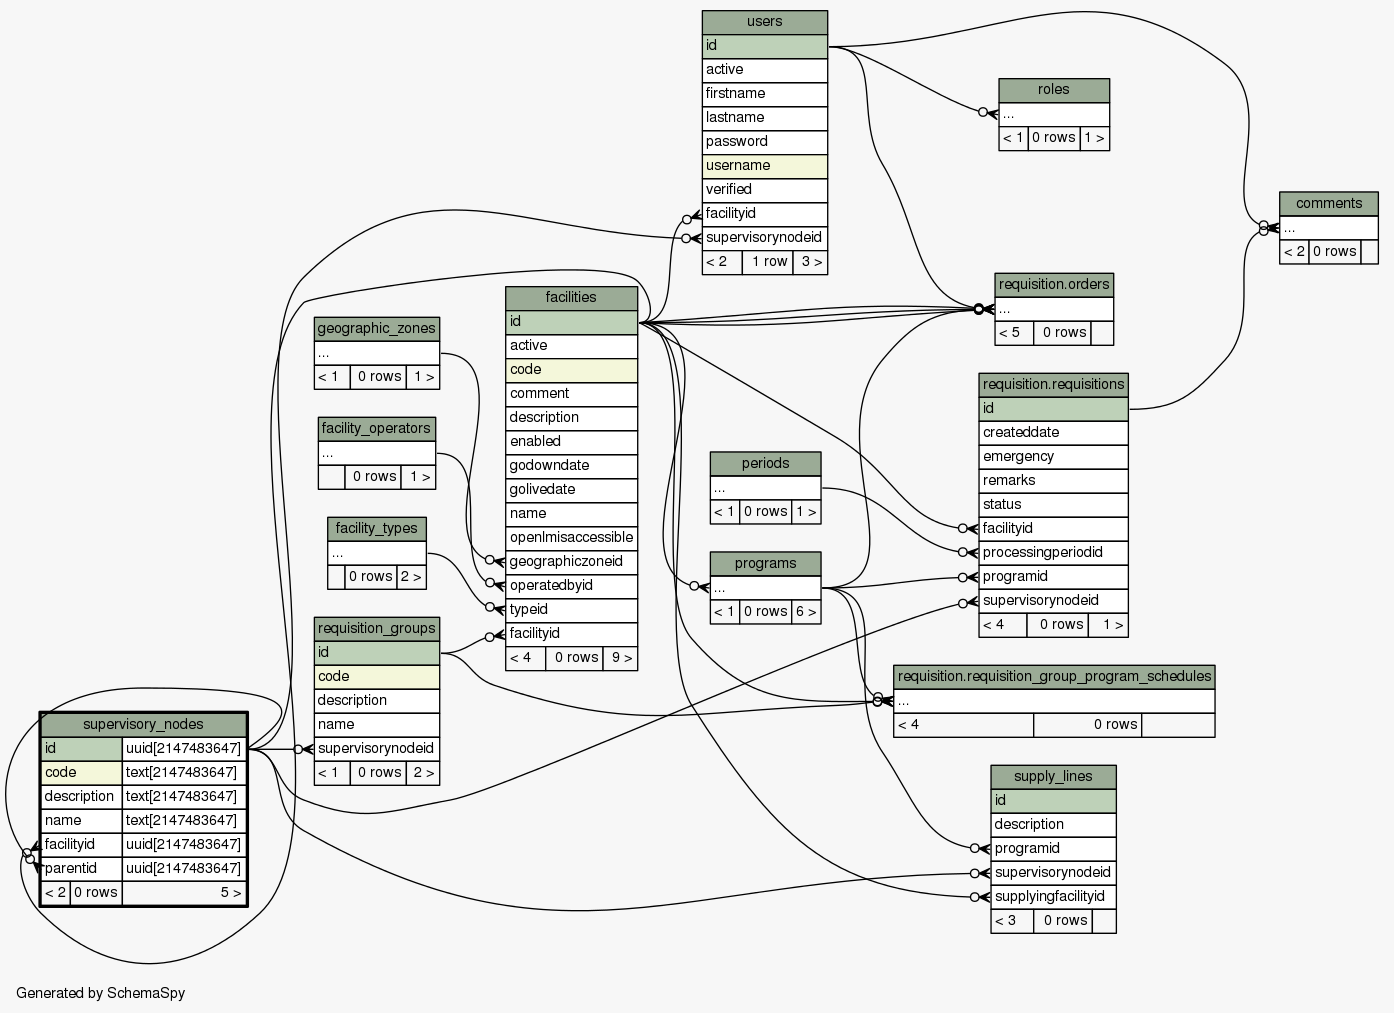 users
id
active
firstname
lastname
password
username
verified
facilityid
supervisorynodeid
< 2 1 row 3 >
roles
...
< 1 0 rows 1 >
comments
...
< 2 0 rows
requisition.orders
...
< 5 0 rows
facilities
id
active
code
comment
description
enabled
godowndate
golivedate
name
openlmisaccessible
geographiczoneid
operatedbyid
typeid
facilityid
< 4 0 rows 9 >
geographic_zones
...
< 1 0 rows 1 >
facility_operators
...
0 rows 1 >
facility_types
...
0 rows 2 >
requisition_groups
id
code
description
name
supervisorynodeid
< 1 0 rows 2 >
requisition.requisitions
id
createddate
emergency
remarks
status
facilityid
processingperiodid
programid
supervisorynodeid
< 4 0 rows 1 >
periods
...
< 1 0 rows 1 >
programs
...
< 1 0 rows 6 >
requisition.requisition_group_program_schedules
...
< 4 0 rows
supervisory_nodes
id uuid[2147483647]
code text[2147483647]
description text[2147483647]
name text[2147483647]
facilityid uuid[2147483647]
parentid uuid[2147483647]
< 2 0 rows 5 >
supply_lines
id
description
programid
supervisorynodeid
supplyingfacilityid
< 3 0 rows
Generated by SchemaSpy